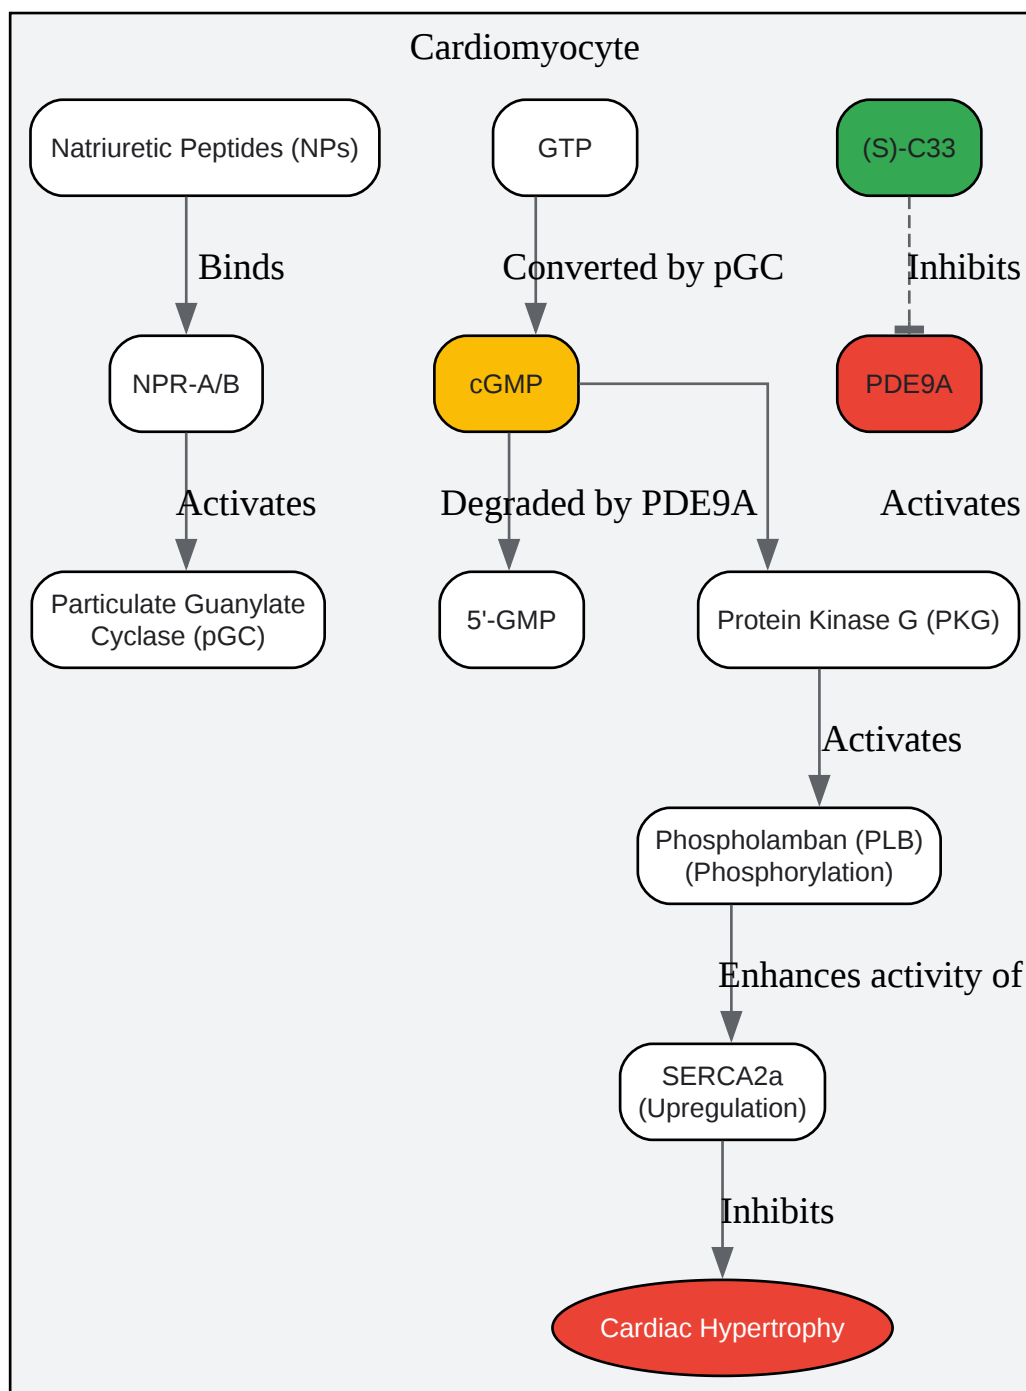 Cardiomyocyte
Natriuretic Peptides (NPs)
GTP
(S)-C33
Binds
Converted by pGC
Inhibits
NPR-A/B
cGMP
PDE9A
Activates
Degraded by PDE9A
Activates
Particulate Guanylate
Cyclase (pGC)
5'-GMP
Protein Kinase G (PKG)
Activates
Phospholamban (PLB)
(Phosphorylation)
Enhances activity of
SERCA2a
(Upregulation)
Inhibits
Cardiac Hypertrophy